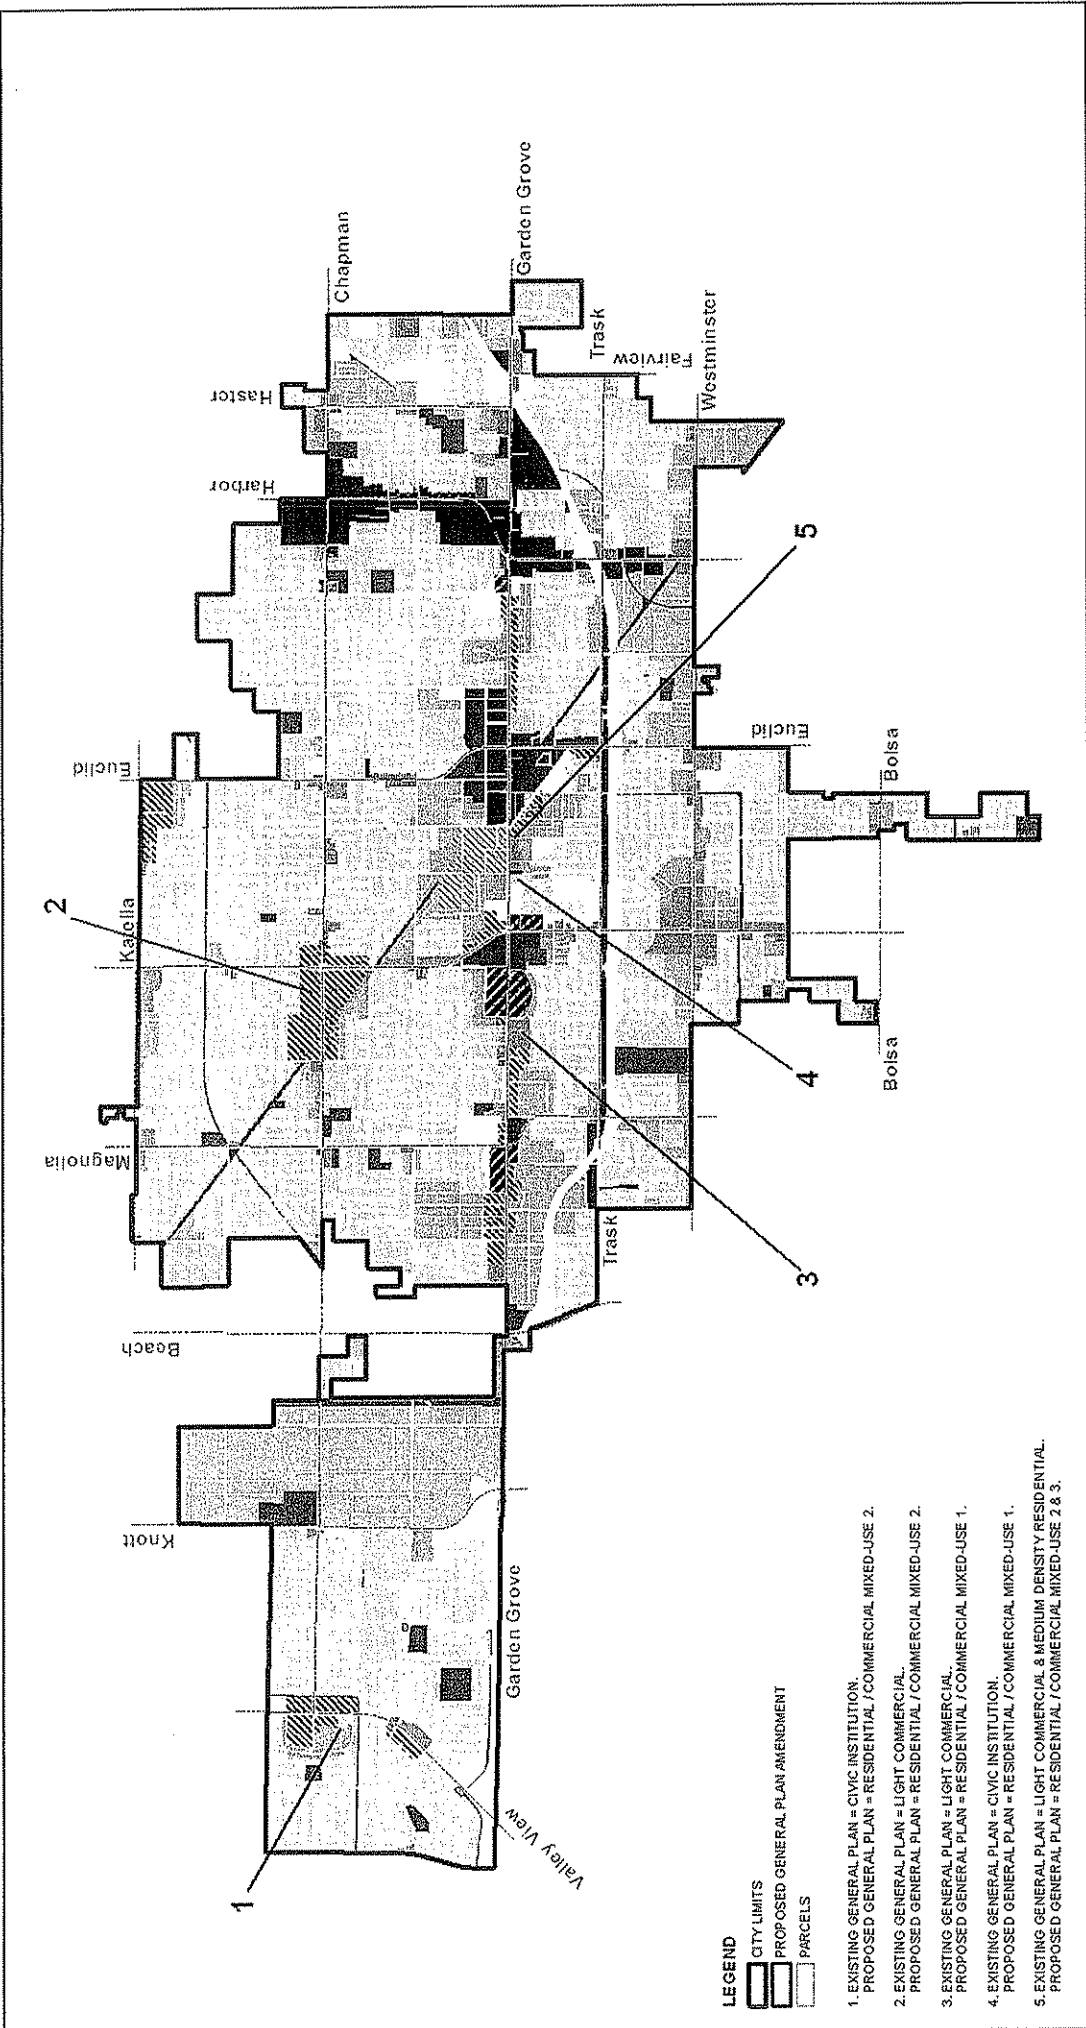 Katella
Chapman
Garden Grove
Trask
Westminster
Fairview
Haster
Harbor
Euclid
Euclid
Bolsa
Bolsa
Magnolia
Trask
Beach
Knott
Garden Grove
Valley View
1
2
3
4
5
LEGEND
CITY LIMITS
PROPOSED GENERAL PLAN AMENDMENT
PARCELS
1. EXISTING GENERAL PLAN = CIVIC INSTITUTION.
PROPOSED GENERAL PLAN = RESIDENTIAL / COMMERCIAL MIXED-USE 2.
2. EXISTING GENERAL PLAN = LIGHT COMMERCIAL.
PROPOSED GENERAL PLAN = RESIDENTIAL / COMMERCIAL MIXED-USE 2.
3. EXISTING GENERAL PLAN = LIGHT COMMERCIAL.
PROPOSED GENERAL PLAN = RESIDENTIAL / COMMERCIAL MIXED-USE 1.
4. EXISTING GENERAL PLAN = CIVIC INSTITUTION.
PROPOSED GENERAL PLAN = RESIDENTIAL / COMMERCIAL MIXED-USE 1.
5. EXISTING GENERAL PLAN = LIGHT COMMERCIAL & MEDIUM DENSITY RESIDENTIAL.
PROPOSED GENERAL PLAN = RESIDENTIAL / COMMERCIAL MIXED-USE 2 & 3.